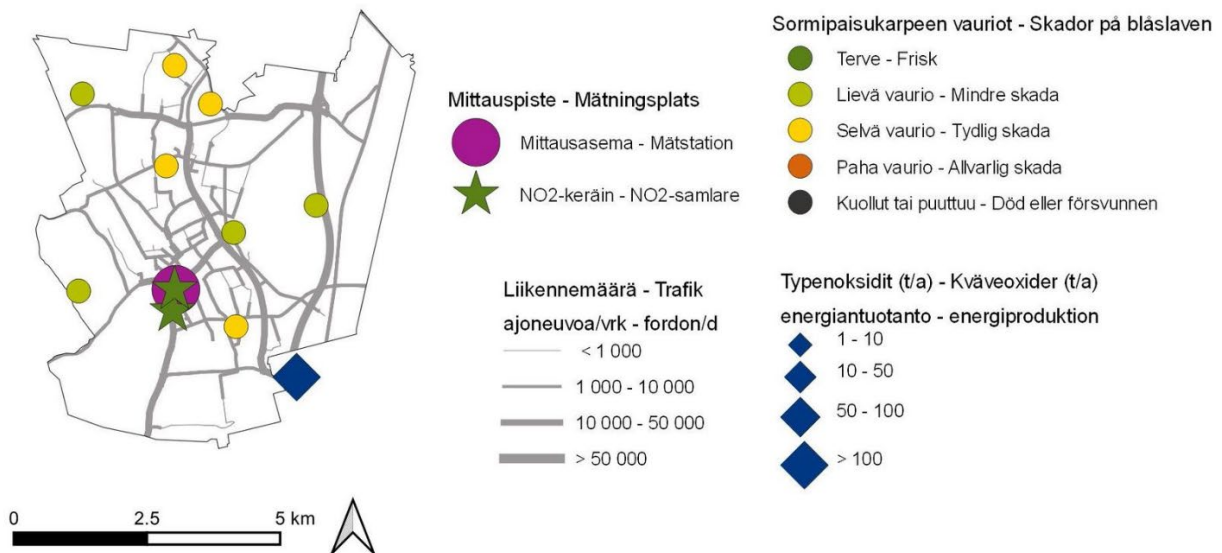 Sormipaisukarpeen vauriot - Skador på blåslaven
Terve - Frisk
Lievä vaurio - Mindre skada
Selvä vaurio - Tydlig skada
Paha vaurio - Allvarlig skada
Kuollut tai puuttuu - Död eller försvunnen
Mittauspiste - Mätningsplats
Mittausasema - Mätstation
NO2-keräin - NO2-samlare
Liikennemäärä - Trafik
ajoneuvoa/vrk - fordon/d
< 1 000
1 000 - 10 000
10 000 - 50 000
> 50 000
Typenoksidit (t/a) - Kväveoxider (t/a)
energiantuotanto - energiproduktion
1 - 10
10 - 50
50 - 100
> 100
0 2.5 5 km